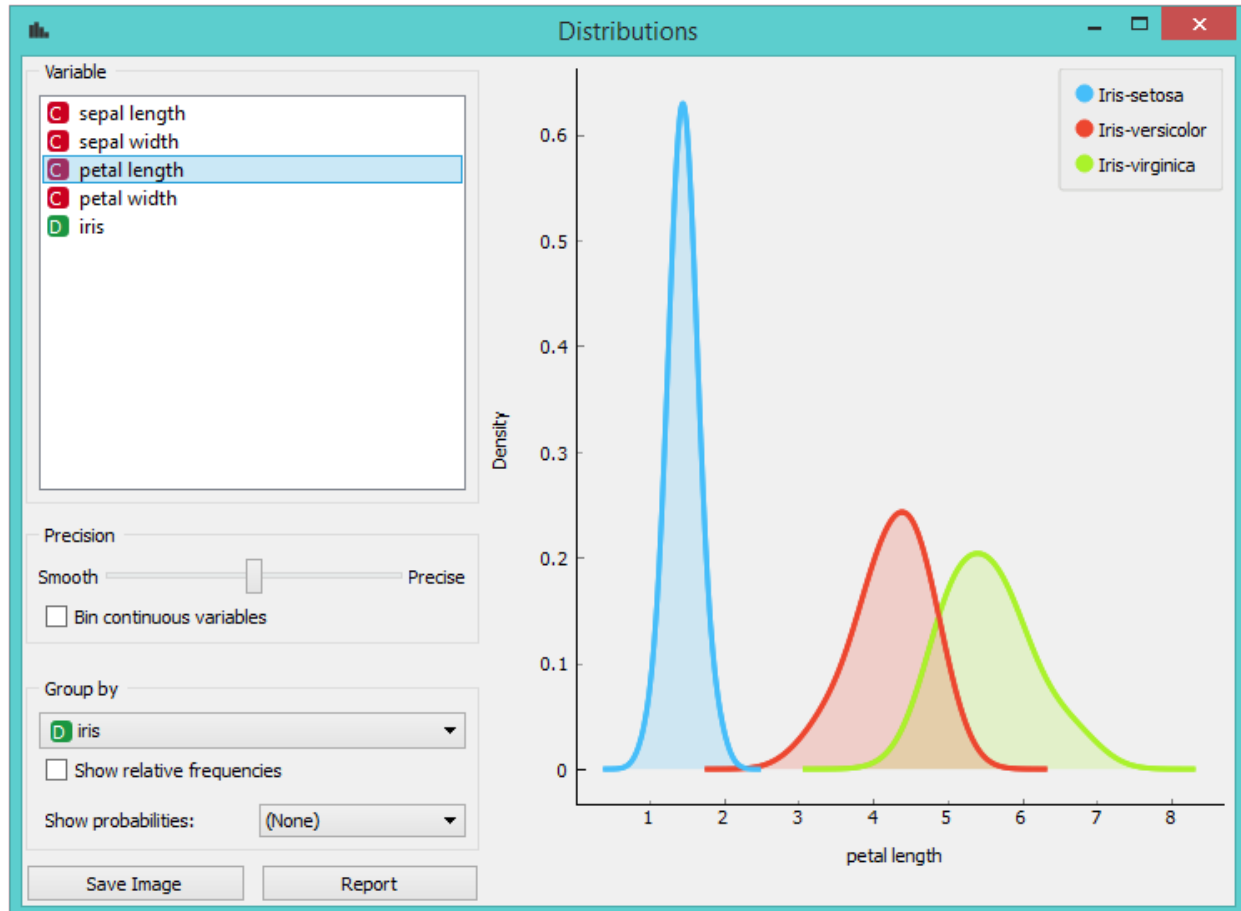 Distributions
Variable
C sepal length
C sepal width
C petal length
C petal width
D iris
Precision
Smooth Precise
Bin continuous variables
Group by
D iris
Show relative frequencies
Show probabilities: (None)
Save Image Report
Iris-setosa
Iris-versicolor
Iris-virginica
Density
0.6
0.5
0.4
0.3
0.2
0.1
0
1 2 3 4 5 6 7 8
petal length